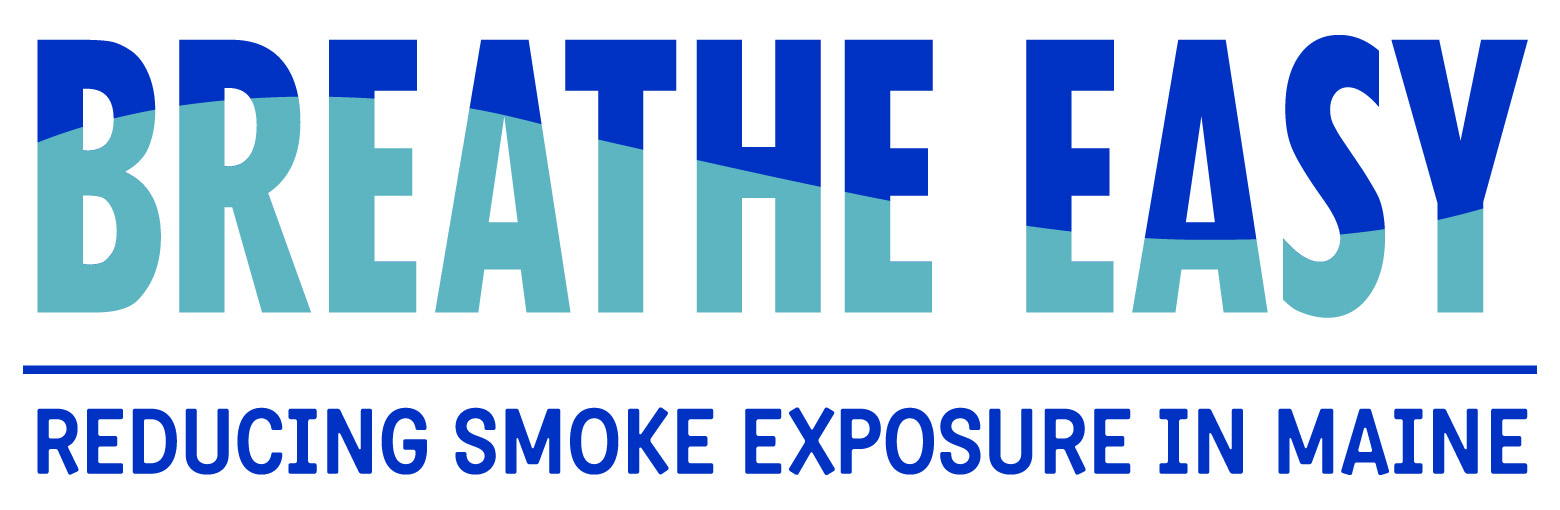 BREATHE EASY
REDUCING SMOKE EXPOSURE IN MAINE